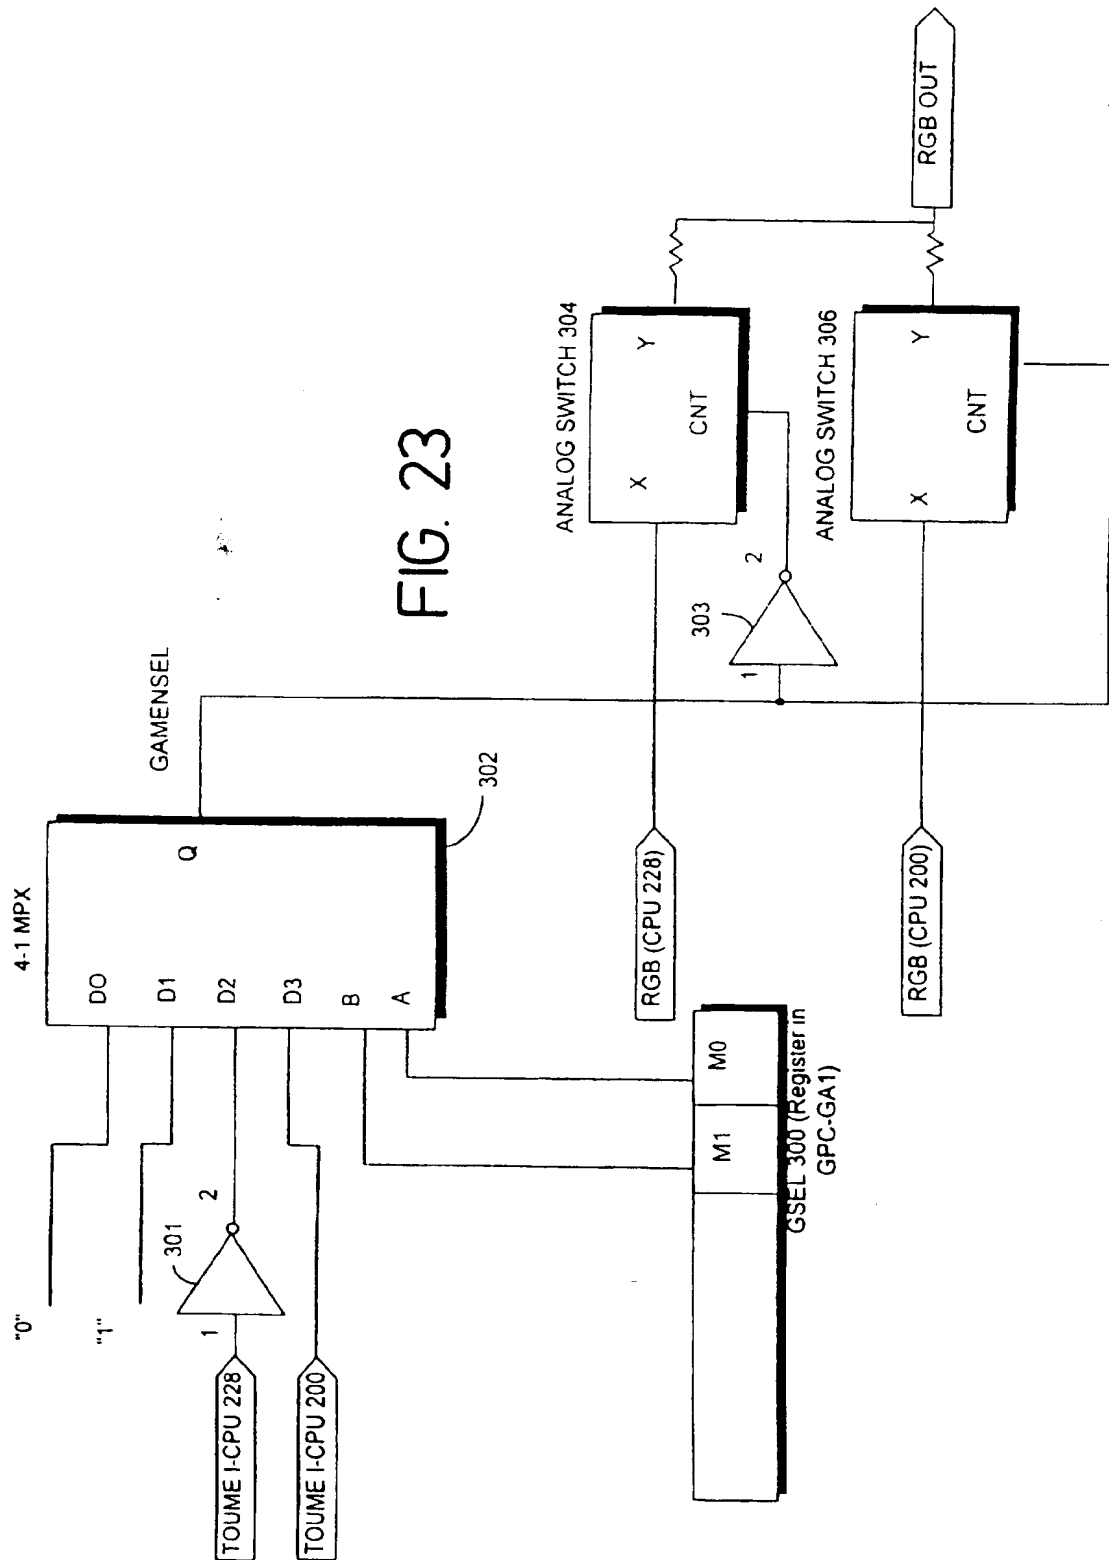 FIG. 23
4-1 MPX
"0"
"1"
TOUME I-CPU 228
TOUME I-CPU 200
1
301
2
D0
D1
D2
D3
B
A
Q
302
GAMENSEL
M1
M0
GSEL 300 (Register in
GPC-GA1)
RGB (CPU 228)
RGB (CPU 200)
1
303
2
ANALOG SWITCH 304
X
Y
CNT
ANALOG SWITCH 306
X
Y
CNT
RGB OUT